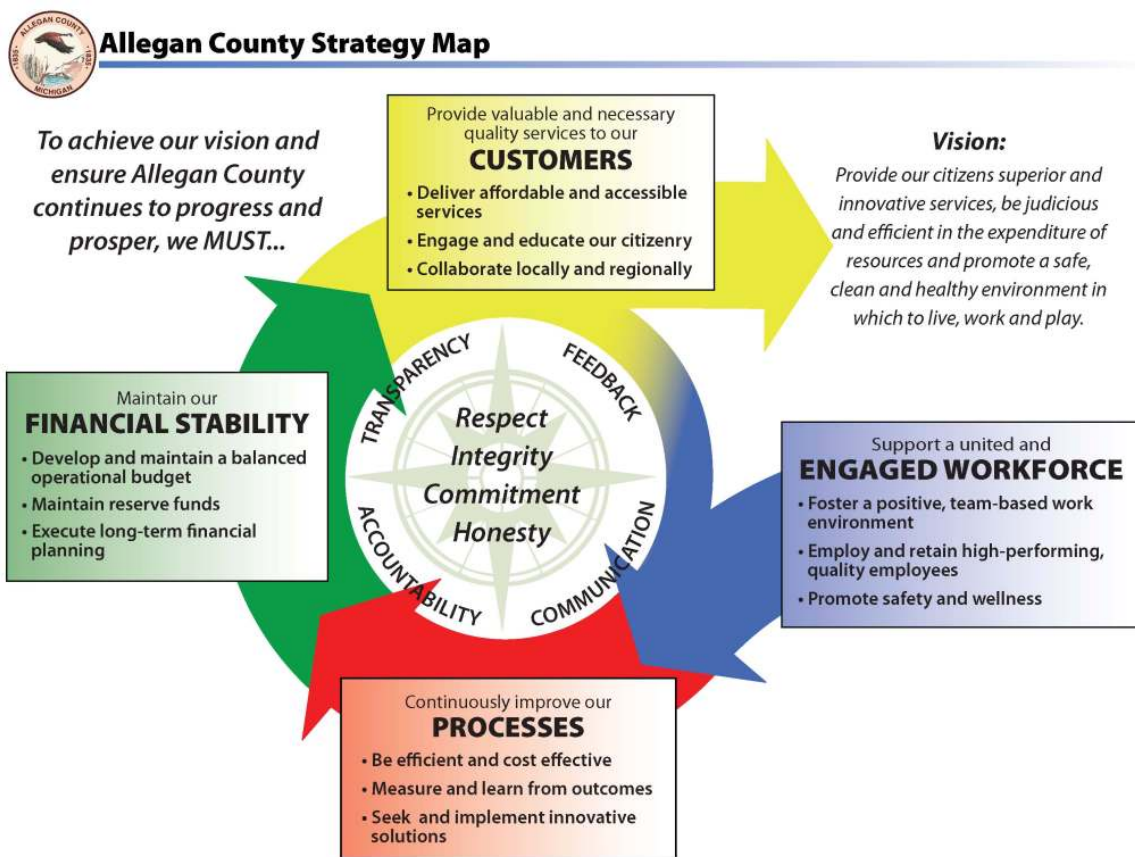 ALLEGAN COUNTY
1835
1835
MICHIGAN
Allegan County Strategy Map
To achieve our vision and
ensure Allegan County
continues to progress and
prosper, we MUST...
Provide valuable and necessary
quality services to our
CUSTOMERS
• Deliver affordable and accessible
services
• Engage and educate our citizenry
• Collaborate locally and regionally
Vision:
Provide our citizens superior and
innovative services, be judicious
and efficient in the expenditure of
resources and promote a safe,
clean and healthy environment in
which to live, work and play.
Maintain our
FINANCIAL STABILITY
• Develop and maintain a balanced
operational budget
• Maintain reserve funds
• Execute long-term financial
planning
TRANSPARENCY
FEEDBACK
Respect
Integrity
Commitment
Honesty
ACCOUNTABILITY
COMMUNICATION
Support a united and
ENGAGED WORKFORCE
• Foster a positive, team-based work
environment
• Employ and retain high-performing,
quality employees
• Promote safety and wellness
Continuously improve our
PROCESSES
• Be efficient and cost effective
• Measure and learn from outcomes
• Seek and implement innovative
solutions